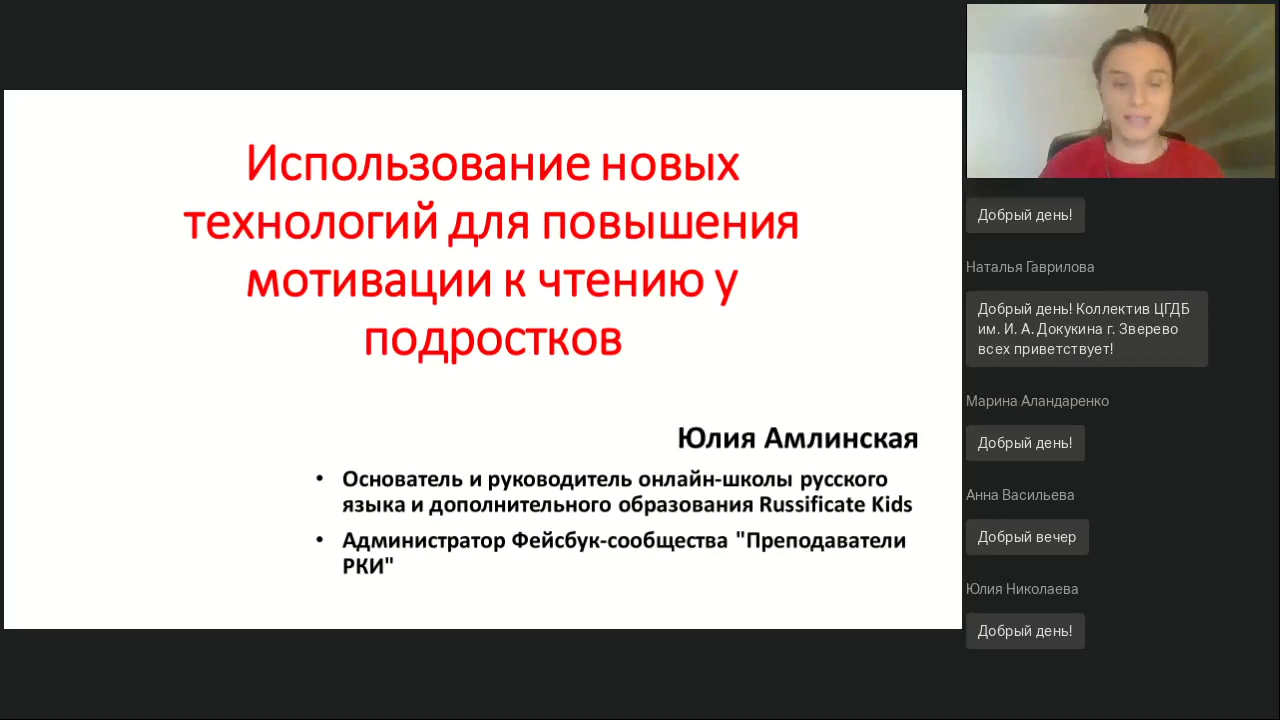 Использование новых
технологий для повышения
мотивации к чтению у
подростков
Юлия Амлинская
• Основатель и руководитель онлайн-школы русского
языка и дополнительного образования Russificate Kids
• Администратор Фейсбук-сообщества "Преподаватели
РКИ"
Добрый день!
Наталья Гаврилова
Добрый день! Коллектив ЦГДБ
им. И. А. Докукина г. Зверево
всех приветствует!
Марина Аландаренко
Добрый день!
Анна Васильева
Добрый вечер
Юлия Николаева
Добрый день!